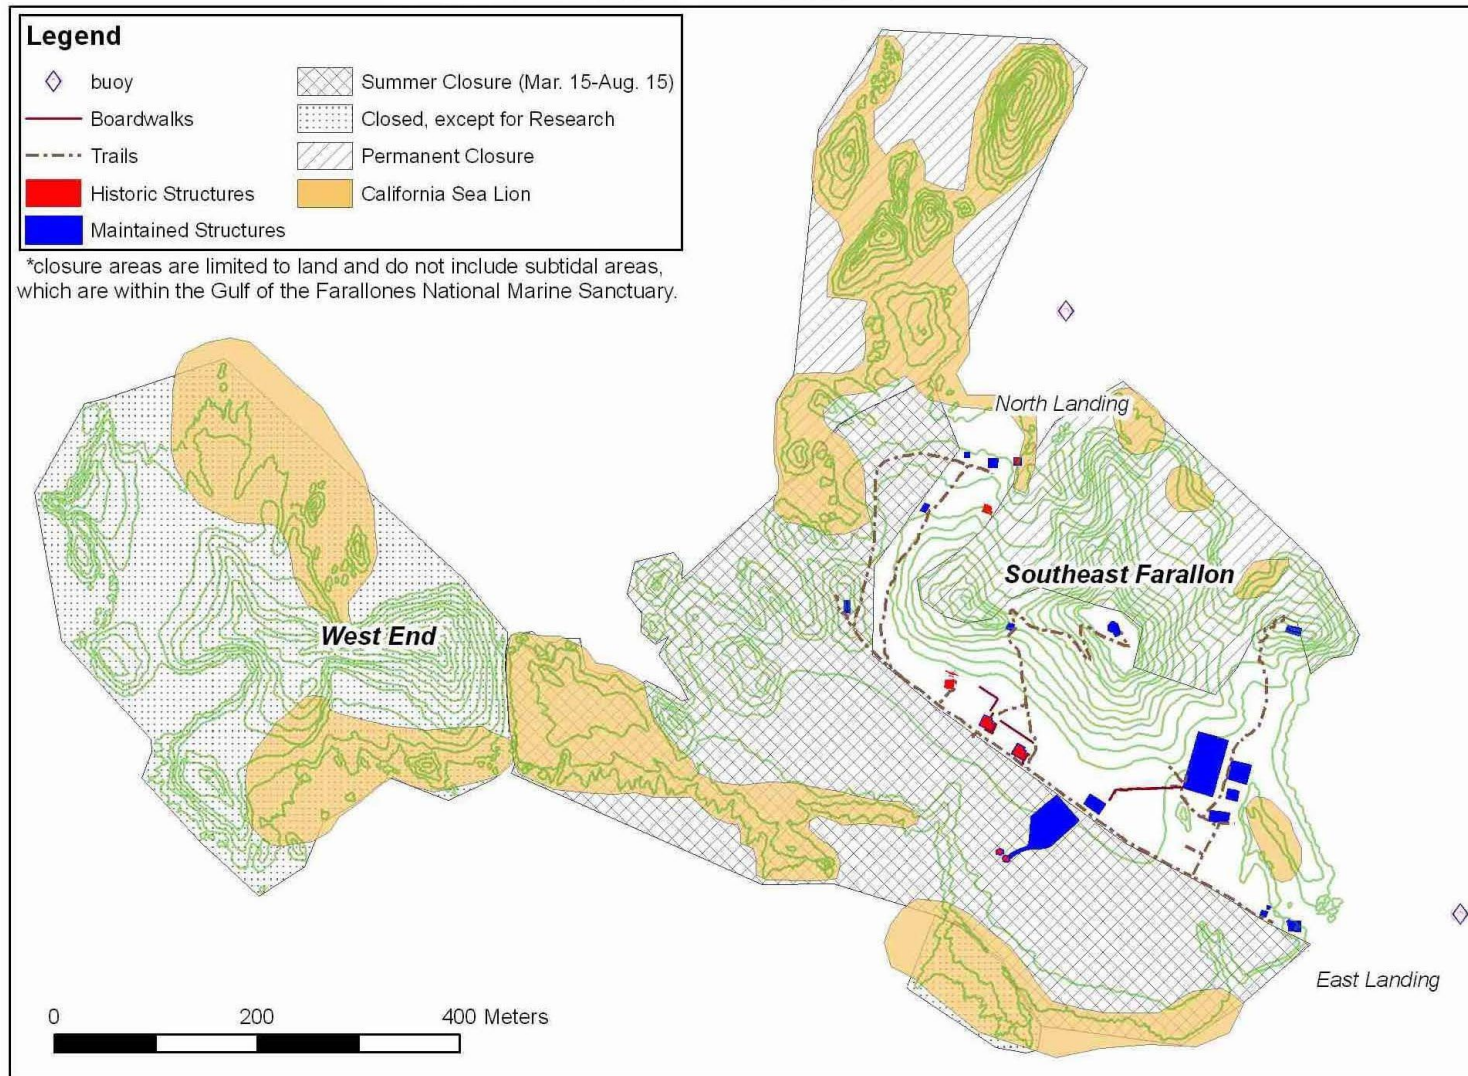 Legend
buoy
Boardwalks
Trails
Historic Structures
Maintained Structures
Summer Closure (Mar. 15-Aug. 15)
Closed, except for Research
Permanent Closure
California Sea Lion
*closure areas are limited to land and do not include subtidal areas,
which are within the Gulf of the Farallones National Marine Sanctuary.
North Landing
Southeast Farallon
West End
East Landing
0 200 400 Meters